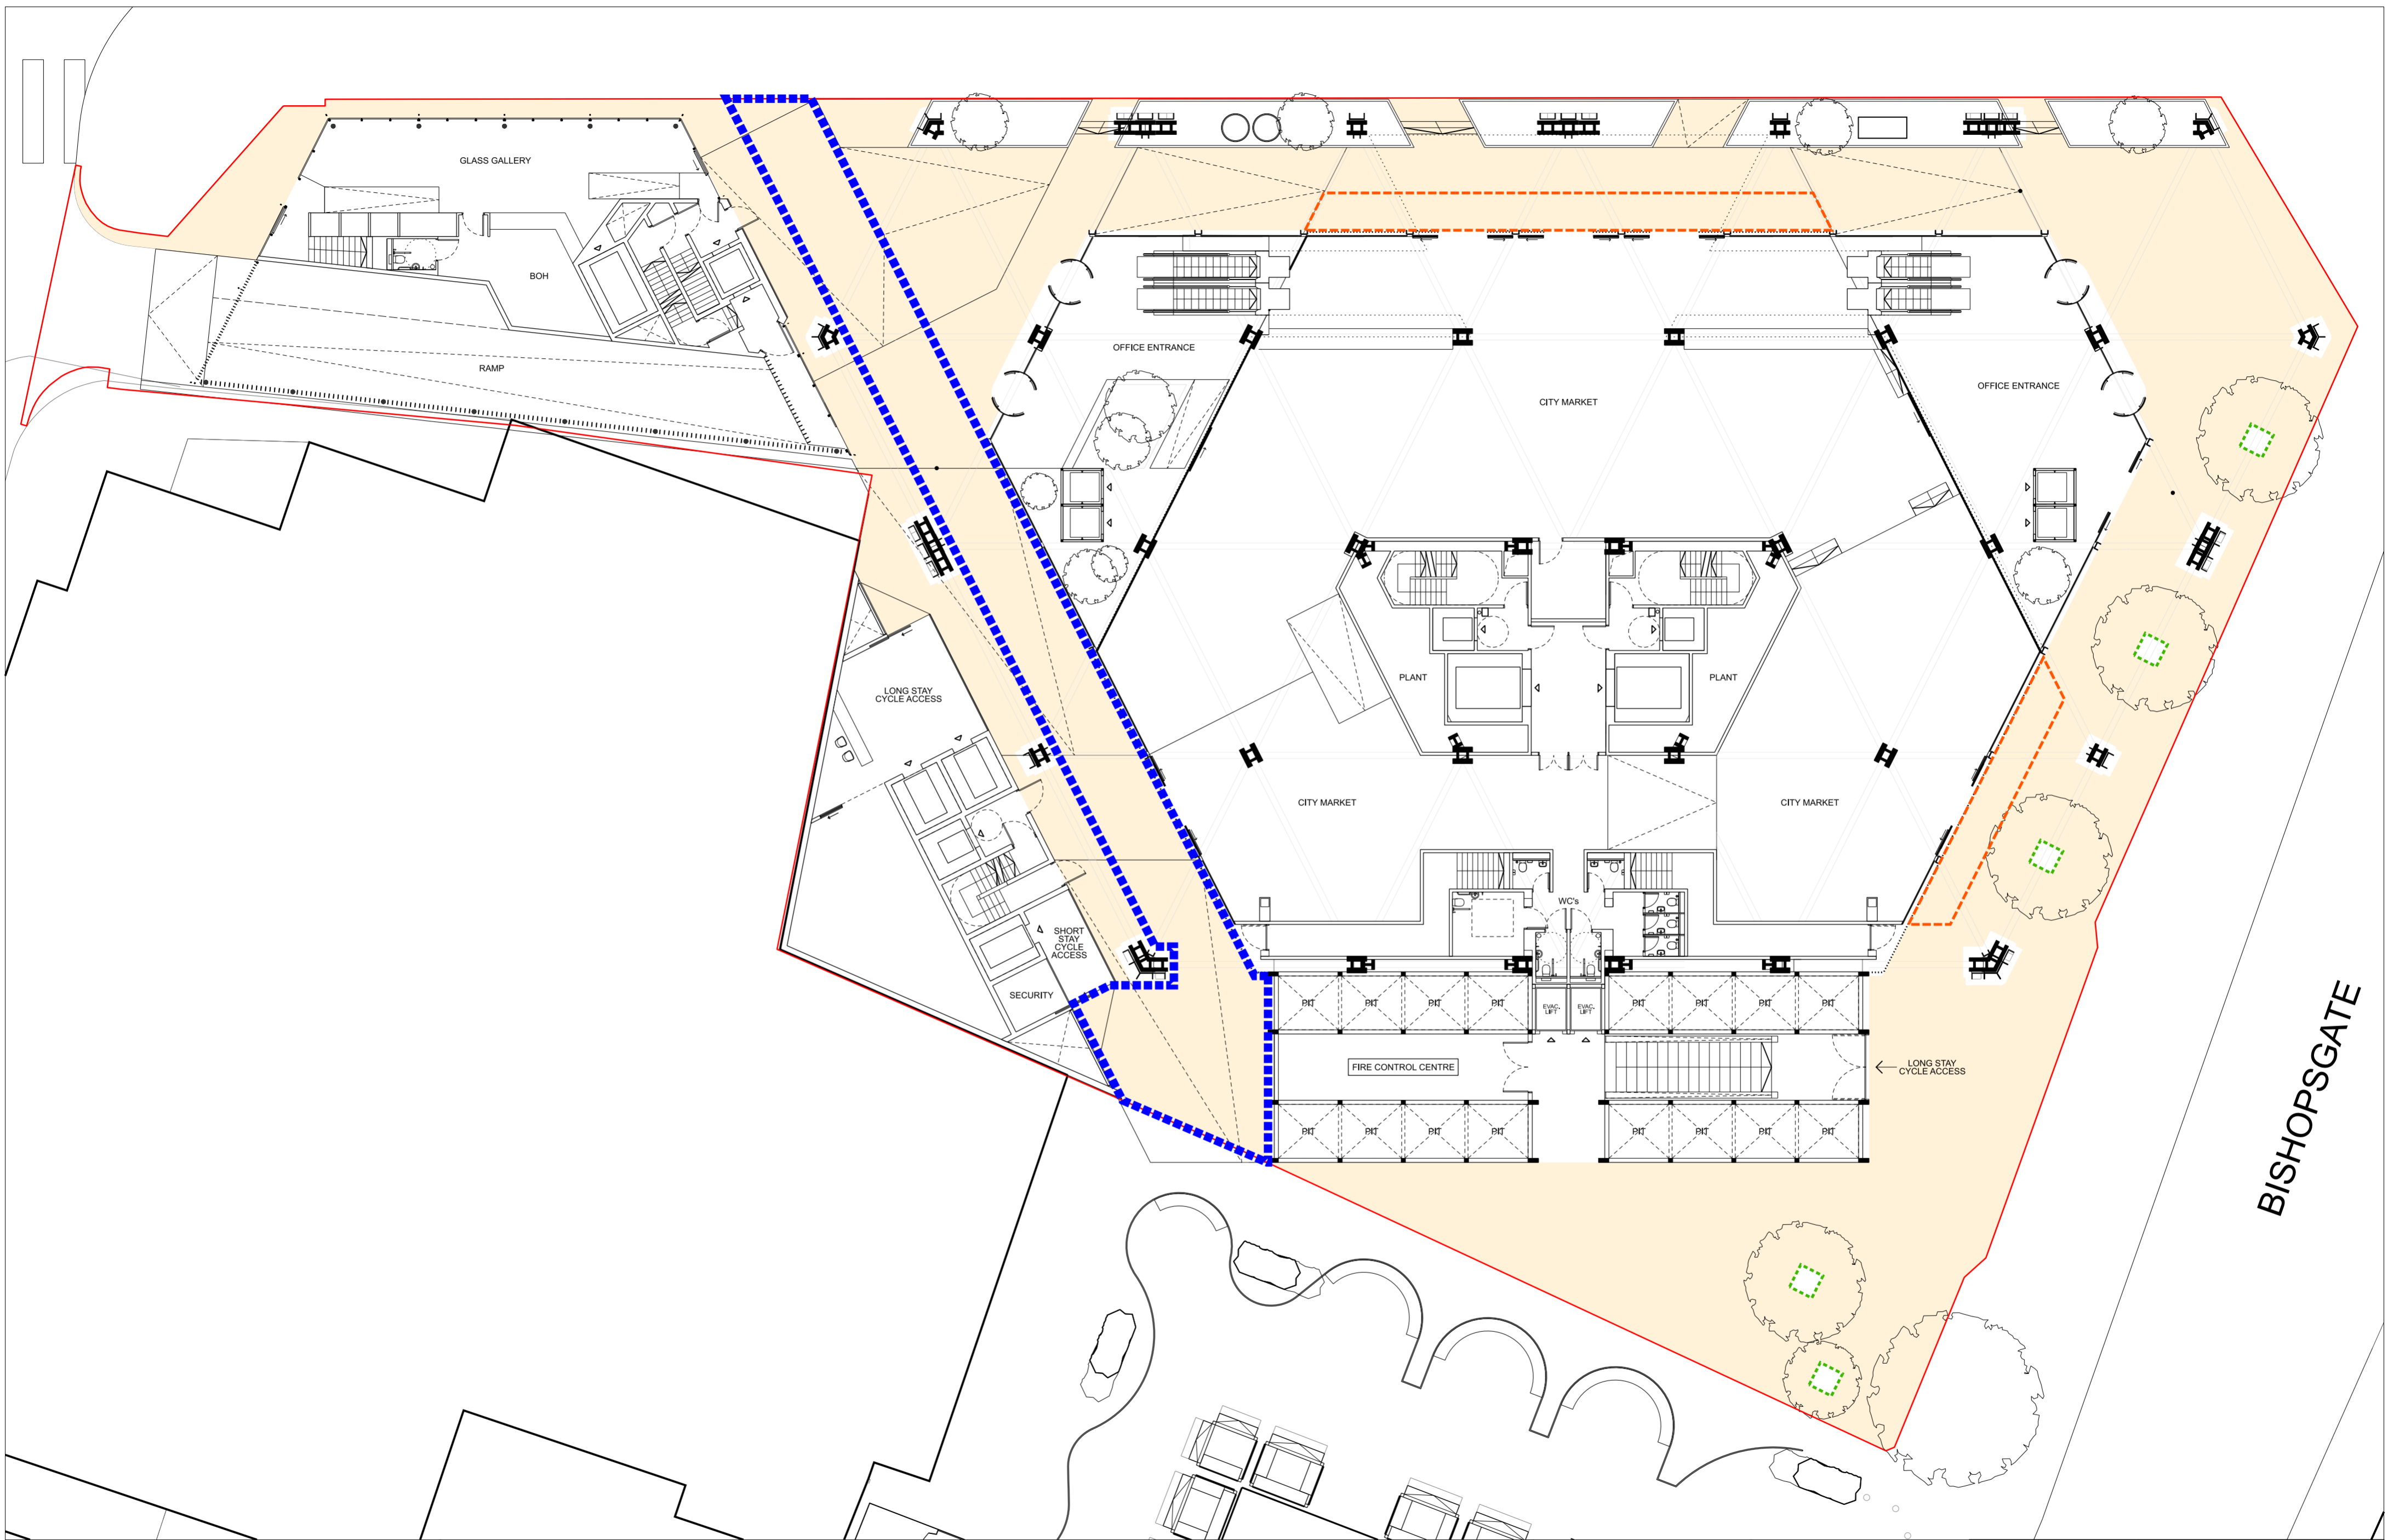 GLASS GALLERY
BOH
RAMP
OFFICE ENTRANCE
CITY MARKET
OFFICE ENTRANCE
PLANT
PLANT
LONG STAY
CYCLE ACCESS
CITY MARKET
CITY MARKET
WC's
SHORT
STAY
CYCLE
ACCESS
SECURITY
PIT
PIT
PIT
PIT
EVAC.
LIFT
EVAC.
LIFT
PIT
PIT
PIT
PIT
FIRE CONTROL CENTRE
LONG STAY
CYCLE ACCESS
PIT
PIT
PIT
PIT
PIT
PIT
PIT
PIT
BISHOPSGATE